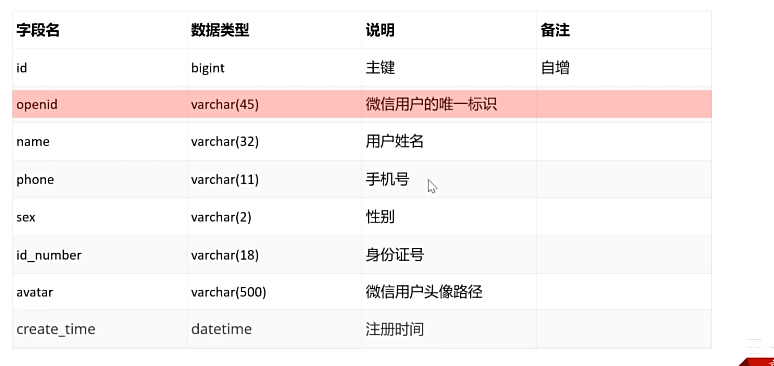 字段名 数据类型 说明 备注
id bigint 主键 自增
openid varchar(45) 微信用户的唯一标识
name varchar(32) 用户姓名
phone varchar(11) 手机号
sex varchar(2) 性别
id_number varchar(18) 身份证号
avatar varchar(500) 微信用户头像路径
create_time datetime 注册时间